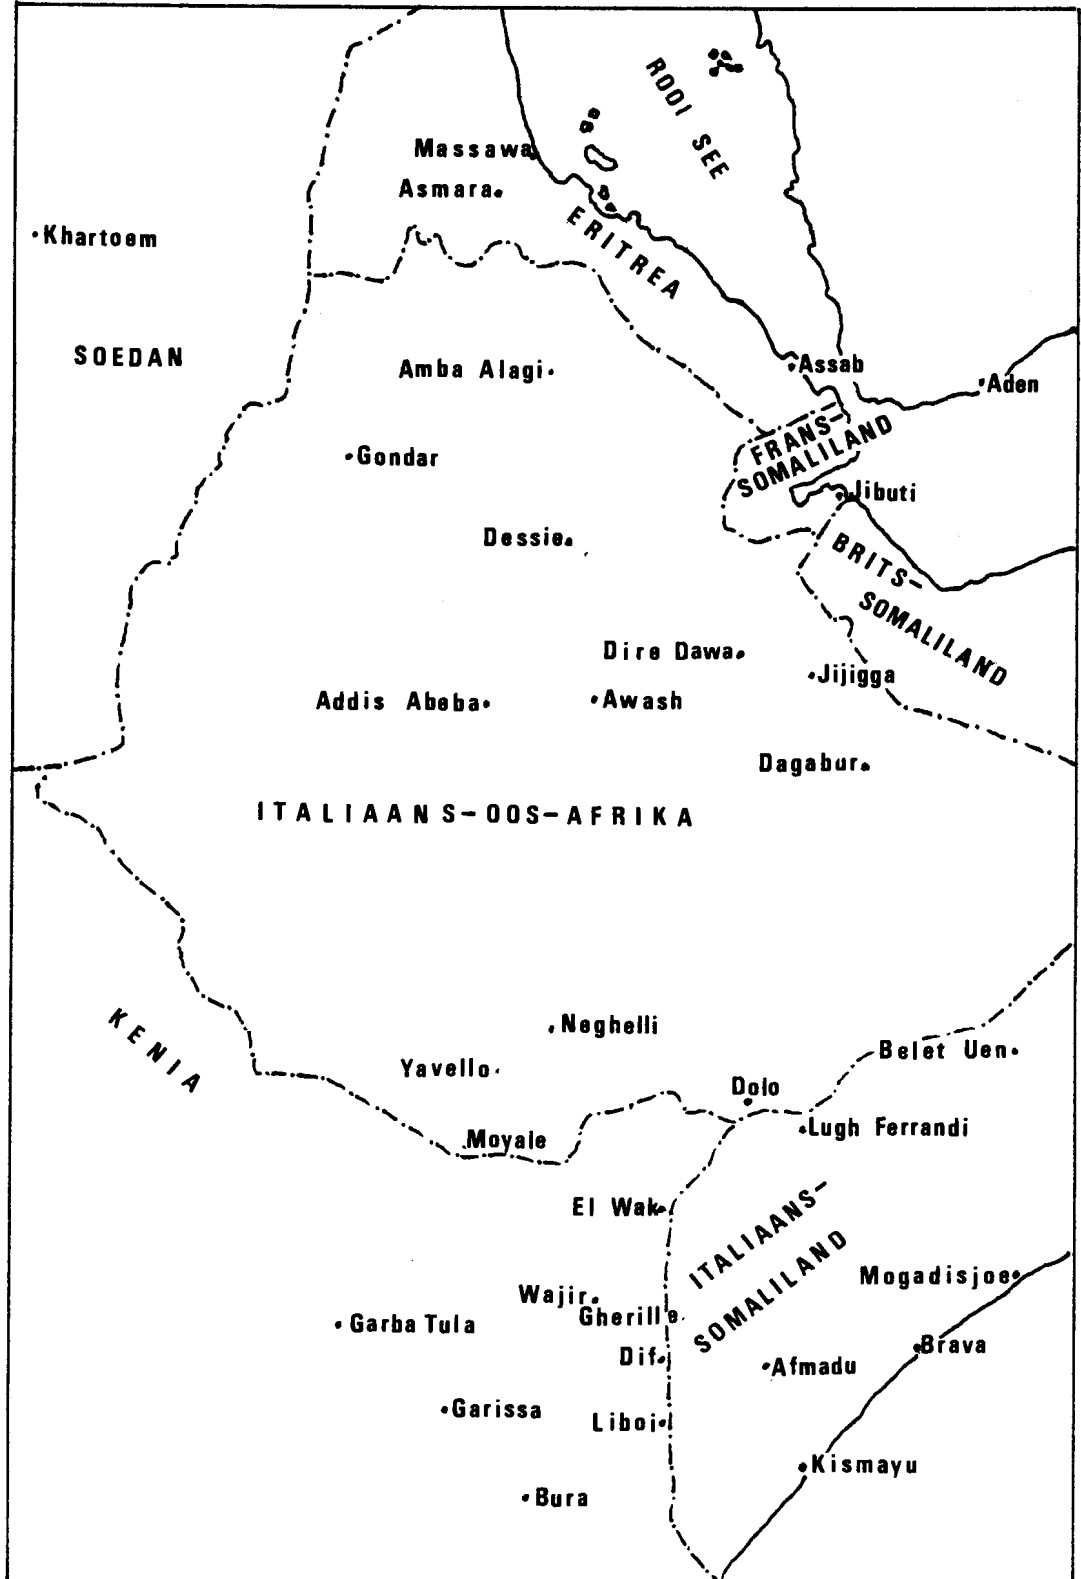 ROOI SEE
Massawa
Asmara
ERITREA
Khartoem
SOEDAN
Amba Alagi
Assab
Aden
FRANS-
SOMALILAND
Gondar
Jibuti
Dessie
BRITS-
SOMALILAND
Dire Dawa
Jijigga
Addis Abeba
Awash
Dagabur
ITALIAANS-OOS-AFRIKA
KENIA
Neghelli
Belet Uen
Yavello
Dolo
Lugh Ferrandi
Moyale
El Wak
ITALIAANS-
SOMALILAND
Mogadisjoe
Wajir
Gherille
Garba Tula
Brava
Dif
Afmadu
Garissa
Liboi
Kismayu
Bura